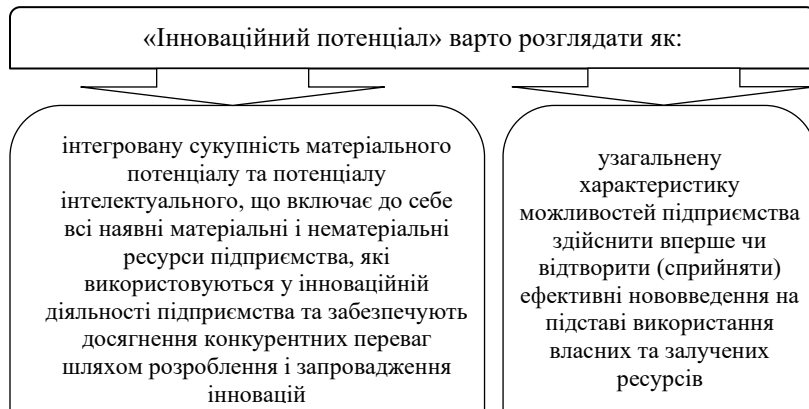 «Інноваційний потенціал» варто розглядати як:
інтегровану сукупність матеріального
потенціалу та потенціалу
інтелектуального, що включає до себе
всі наявні матеріальні і нематеріальні
ресурси підприємства, які
використовуються у інноваційній
діяльності підприємства та забезпечують
досягнення конкурентних переваг
шляхом розроблення і запровадження
інновацій
узагальнену
характеристику
можливостей підприємства
здійснити вперше чи
відтворити (сприйняти)
ефективні нововведення на
підставі використання
власних та залучених
ресурсів